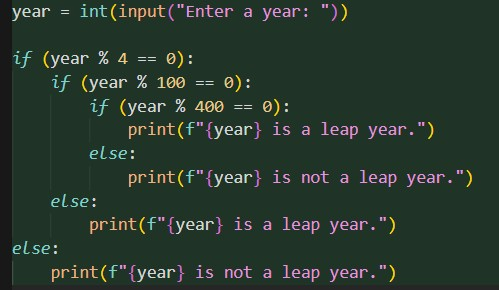 year = int(input("Enter a year: "))

if (year % 4 == 0):
    if (year % 100 == 0):
        if (year % 400 == 0):
            print(f"{year} is a leap year.")
        else:
            print(f"{year} is not a leap year.")
    else:
        print(f"{year} is a leap year.")
else:
    print(f"{year} is not a leap year.")